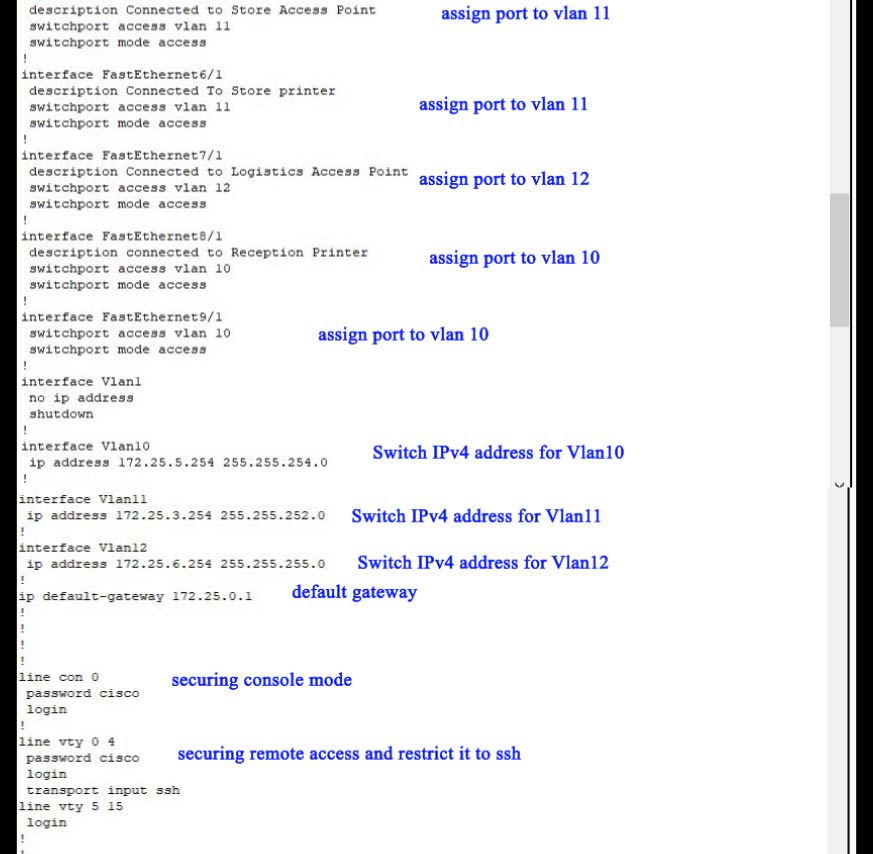 description Connected to Store Access Point assign port to vlan 11
switchport access vlan 11
switchport mode access
!
interface FastEthernet6/1
description Connected To Store printer
switchport access vlan 11 assign port to vlan 11
switchport mode access
!
interface FastEthernet7/1
description Connected to Logistics Access Point assign port to vlan 12
switchport access vlan 12
switchport mode access
!
interface FastEthernet8/1
description connected to Reception Printer assign port to vlan 10
switchport access vlan 10
switchport mode access
!
interface FastEthernet9/1
switchport access vlan 10 assign port to vlan 10
switchport mode access
!
interface Vlan1
no ip address
shutdown
!
interface Vlan10 Switch IPv4 address for Vlan10
ip address 172.25.5.254 255.255.254.0
!
interface Vlan11
ip address 172.25.3.254 255.255.252.0 Switch IPv4 address for Vlan11
!
interface Vlan12
ip address 172.25.6.254 255.255.255.0 Switch IPv4 address for Vlan12
!
ip default-gateway 172.25.0.1 default gateway
!
!
!
!
line con 0 securing console mode
password cisco
login
!
line vty 0 4
password cisco securing remote access and restrict it to ssh
login
transport input ssh
line vty 5 15
login
!